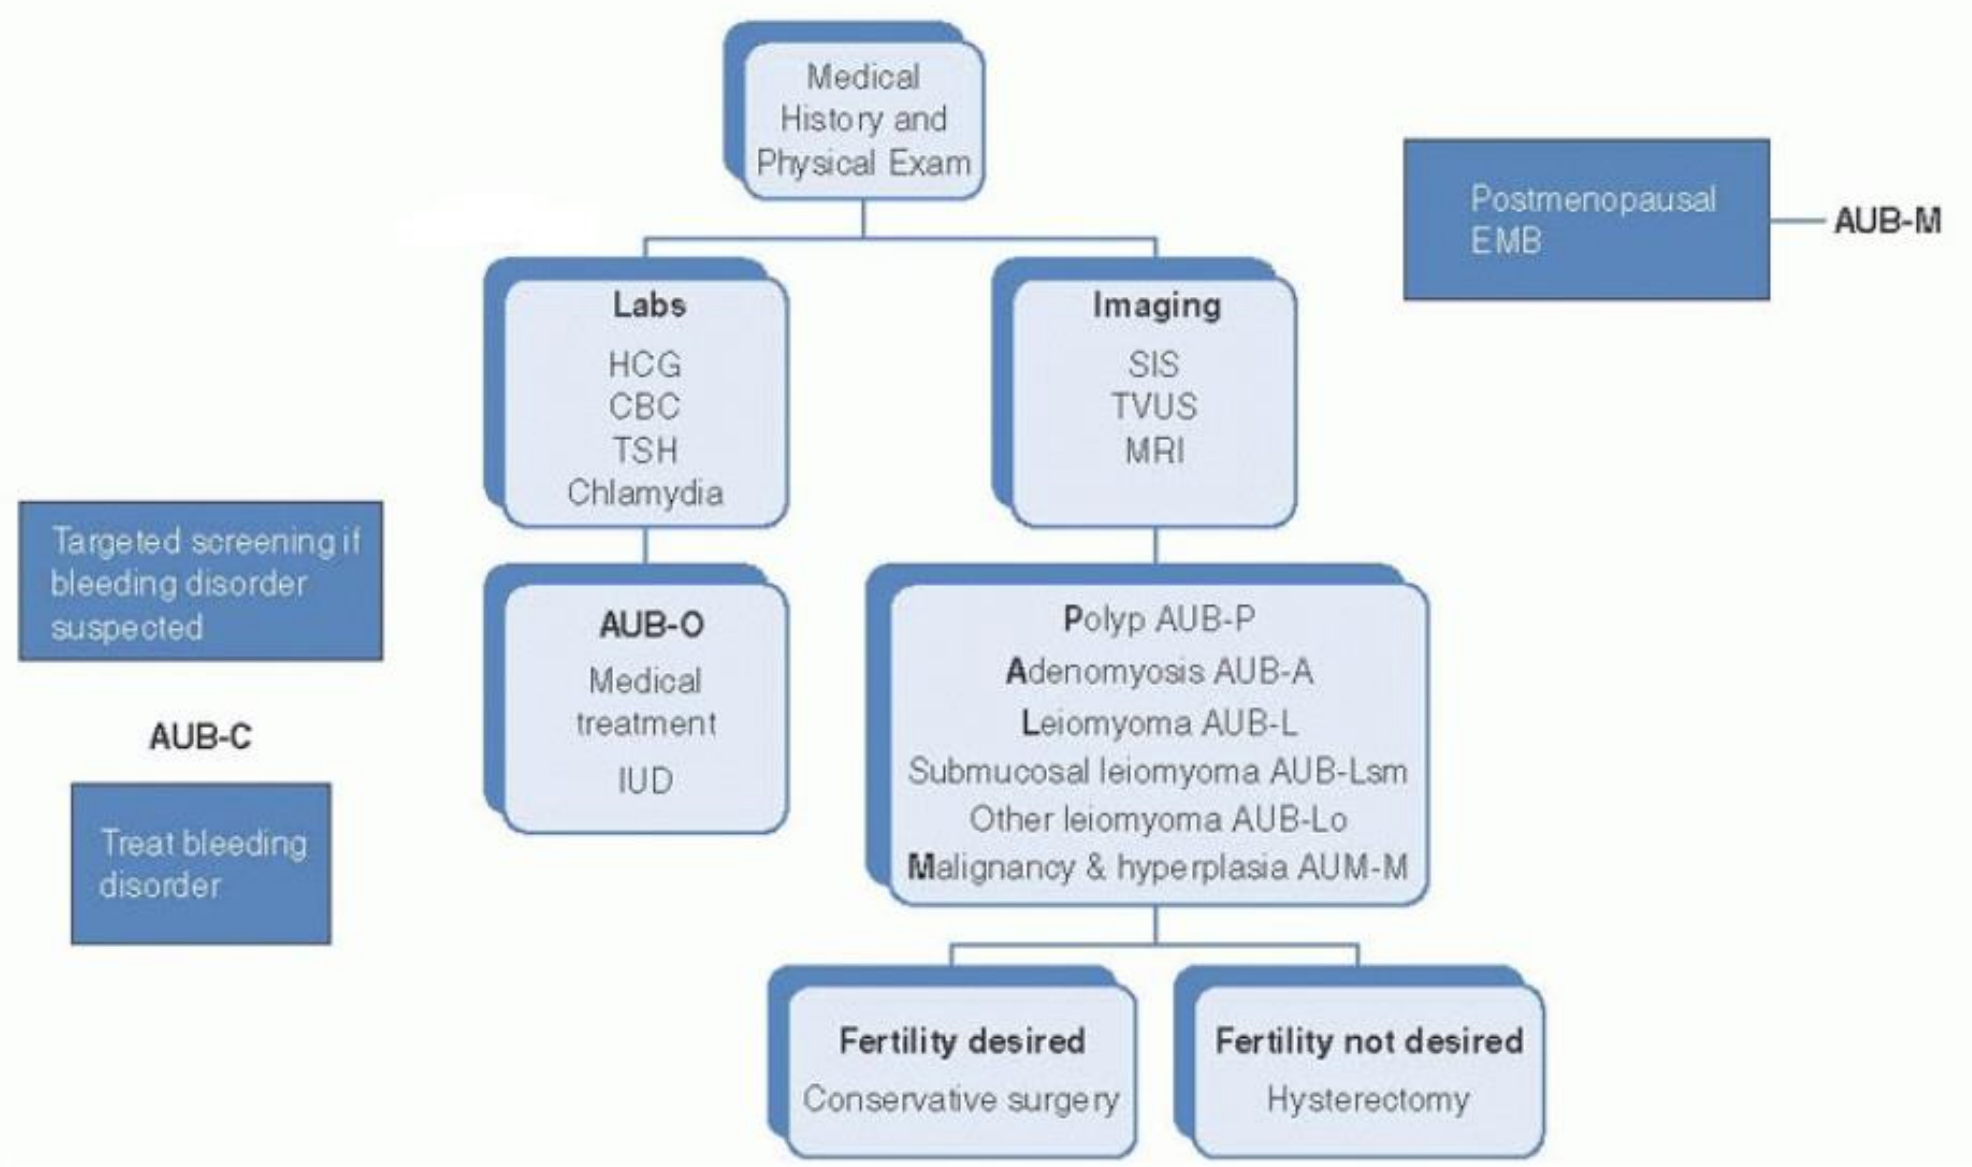 Medical
History and
Physical Exam
Postmenopausal
EMB
AUB-M
Labs
HCG
CBC
TSH
Chlamydia
Imaging
SIS
TVUS
MRI
Targeted screening if
bleeding disorder
suspected
AUB-C
Treat bleeding
disorder
AUB-O
Medical
treatment
IUD
Polyp AUB-P
Adenomyosis AUB-A
Leiomyoma AUB-L
Submucosal leiomyoma AUB-Lsm
Other leiomyoma AUB-Lo
Malignancy & hyperplasia AUM-M
Fertility desired
Conservative surgery
Fertility not desired
Hysterectomy